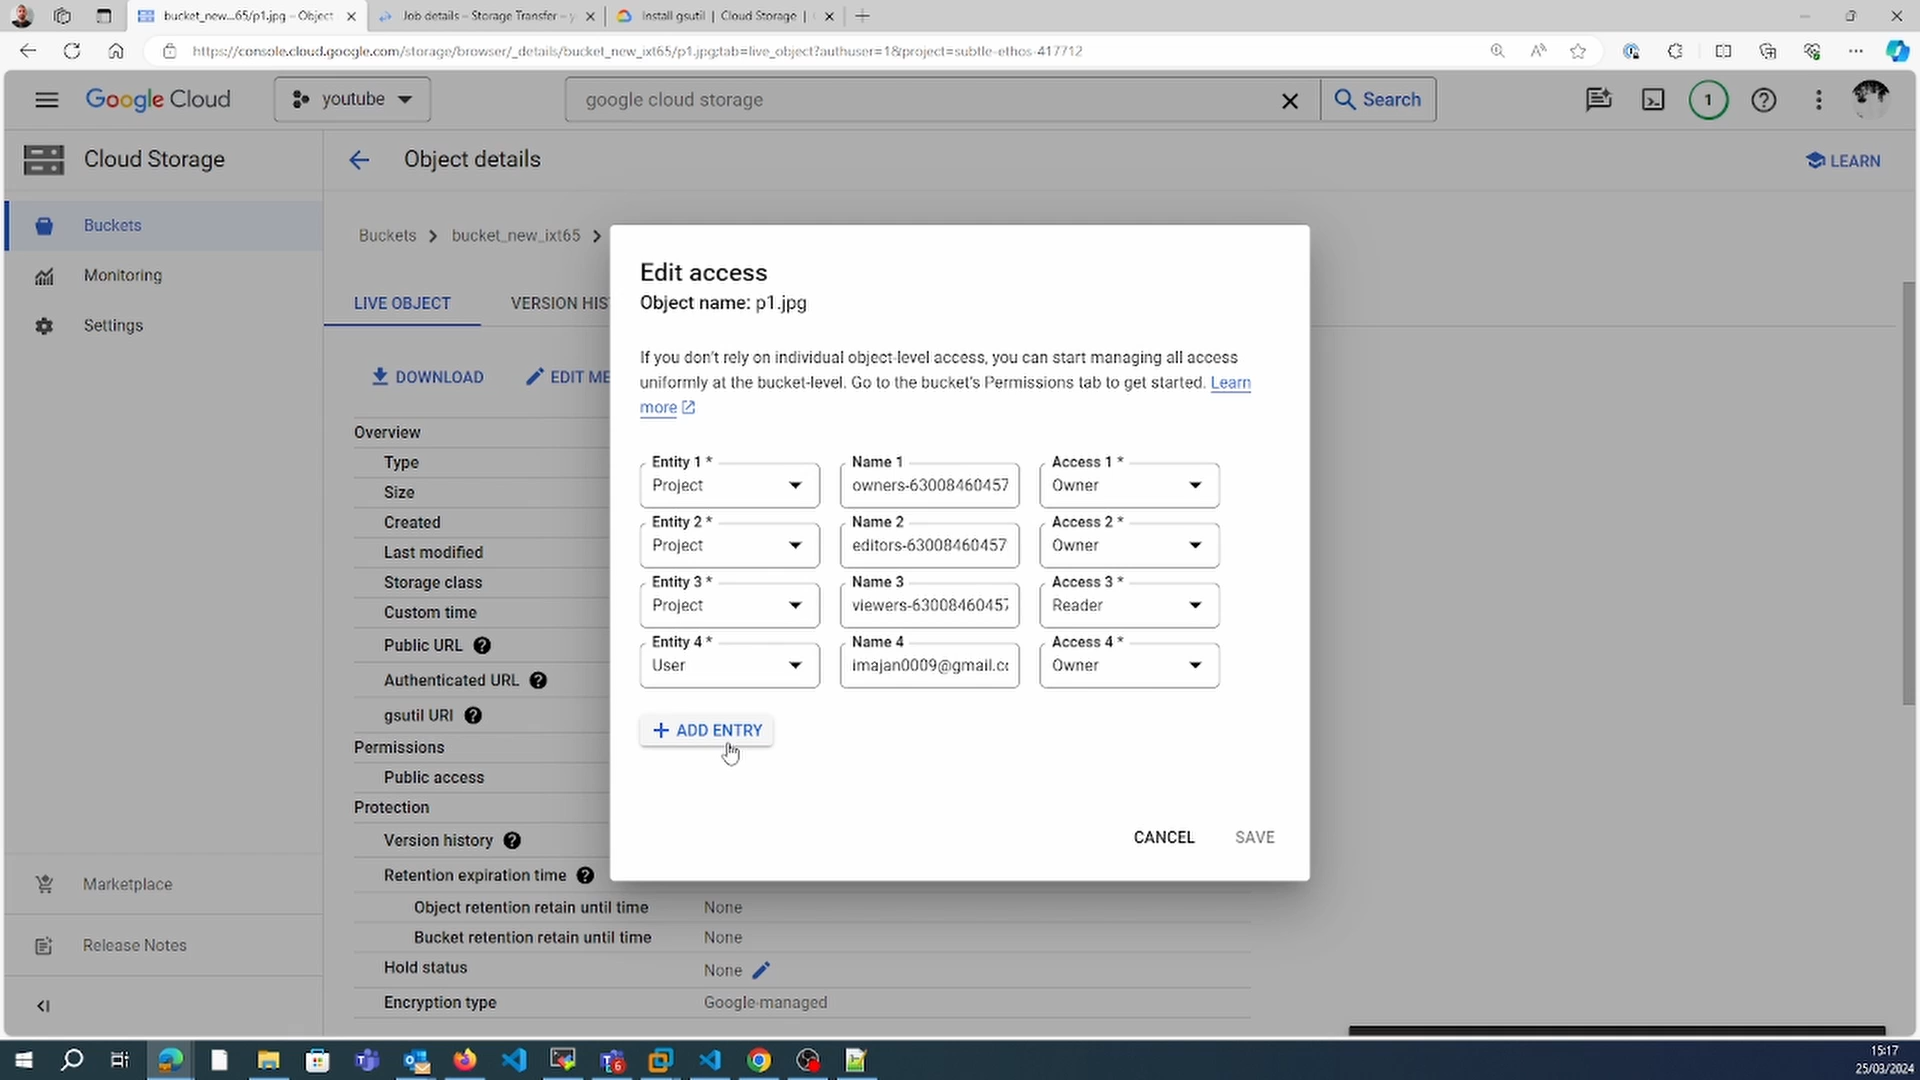 bucket_new...65/p1.jpg – Object
Job details – Storage Transfer –
Install gsutil | Cloud Storage |
https://console.cloud.google.com/storage/browser/_details/bucket_new_ixt65/p1.jpg;tab=live_object?authuser=1&project=subtle-ethos-417712
Google Cloud
youtube
google cloud storage
Search
1
Cloud Storage
Object details
LEARN
Buckets
Monitoring
Settings
Buckets
bucket_new_ixt65
LIVE OBJECT
VERSION HIST
DOWNLOAD
EDIT ME
Overview
Type
Size
Created
Last modified
Storage class
Custom time
Public URL
Authenticated URL
gsutil URI
Permissions
Public access
Protection
Version history
Retention expiration time
Object retention retain until time
None
Bucket retention retain until time
None
Hold status
None
Encryption type
Google-managed
Edit access
Object name: p1.jpg
If you don't rely on individual object-level access, you can start managing all access
uniformly at the bucket-level. Go to the bucket's Permissions tab to get started. Learn
more
Entity 1 *
Project
Name 1
owners-63008460457
Access 1 *
Owner
Entity 2 *
Project
Name 2
editors-63008460457
Access 2 *
Owner
Entity 3 *
Project
Name 3
viewers-63008460457
Access 3 *
Reader
Entity 4 *
User
Name 4
imajan0009@gmail.co
Access 4 *
Owner
ADD ENTRY
CANCEL
SAVE
Marketplace
Release Notes
15:17
25/03/2024